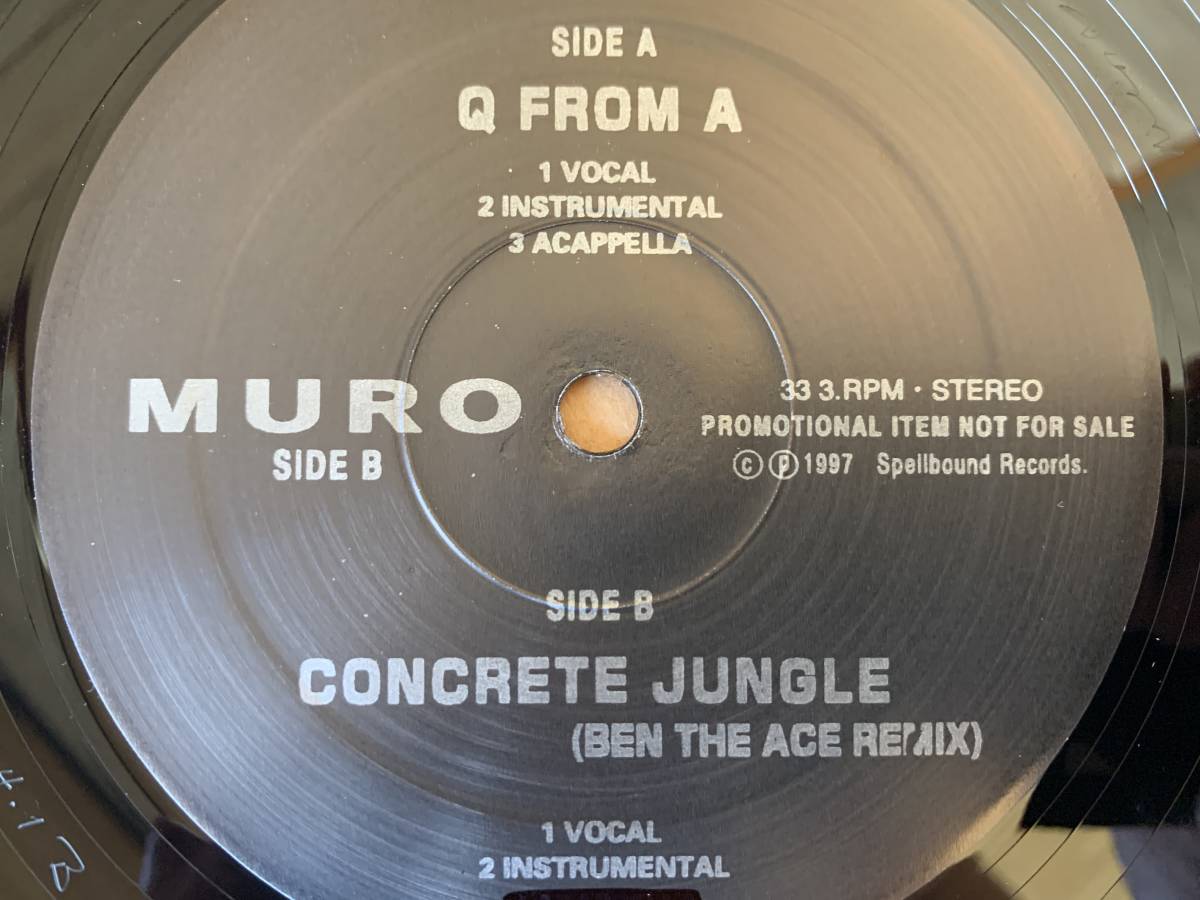 SIDE A
Q FROM A
1 VOCAL
2 INSTRUMENTAL
3 ACAPPELLA
MURO
SIDE B
33 3.RPM · STEREO
PROMOTIONAL ITEM NOT FOR SALE
©℗1997 Spellbound Records.
SIDE B
CONCRETE JUNGLE
(BEN THE ACE REMIX)
1 VOCAL
2 INSTRUMENTAL